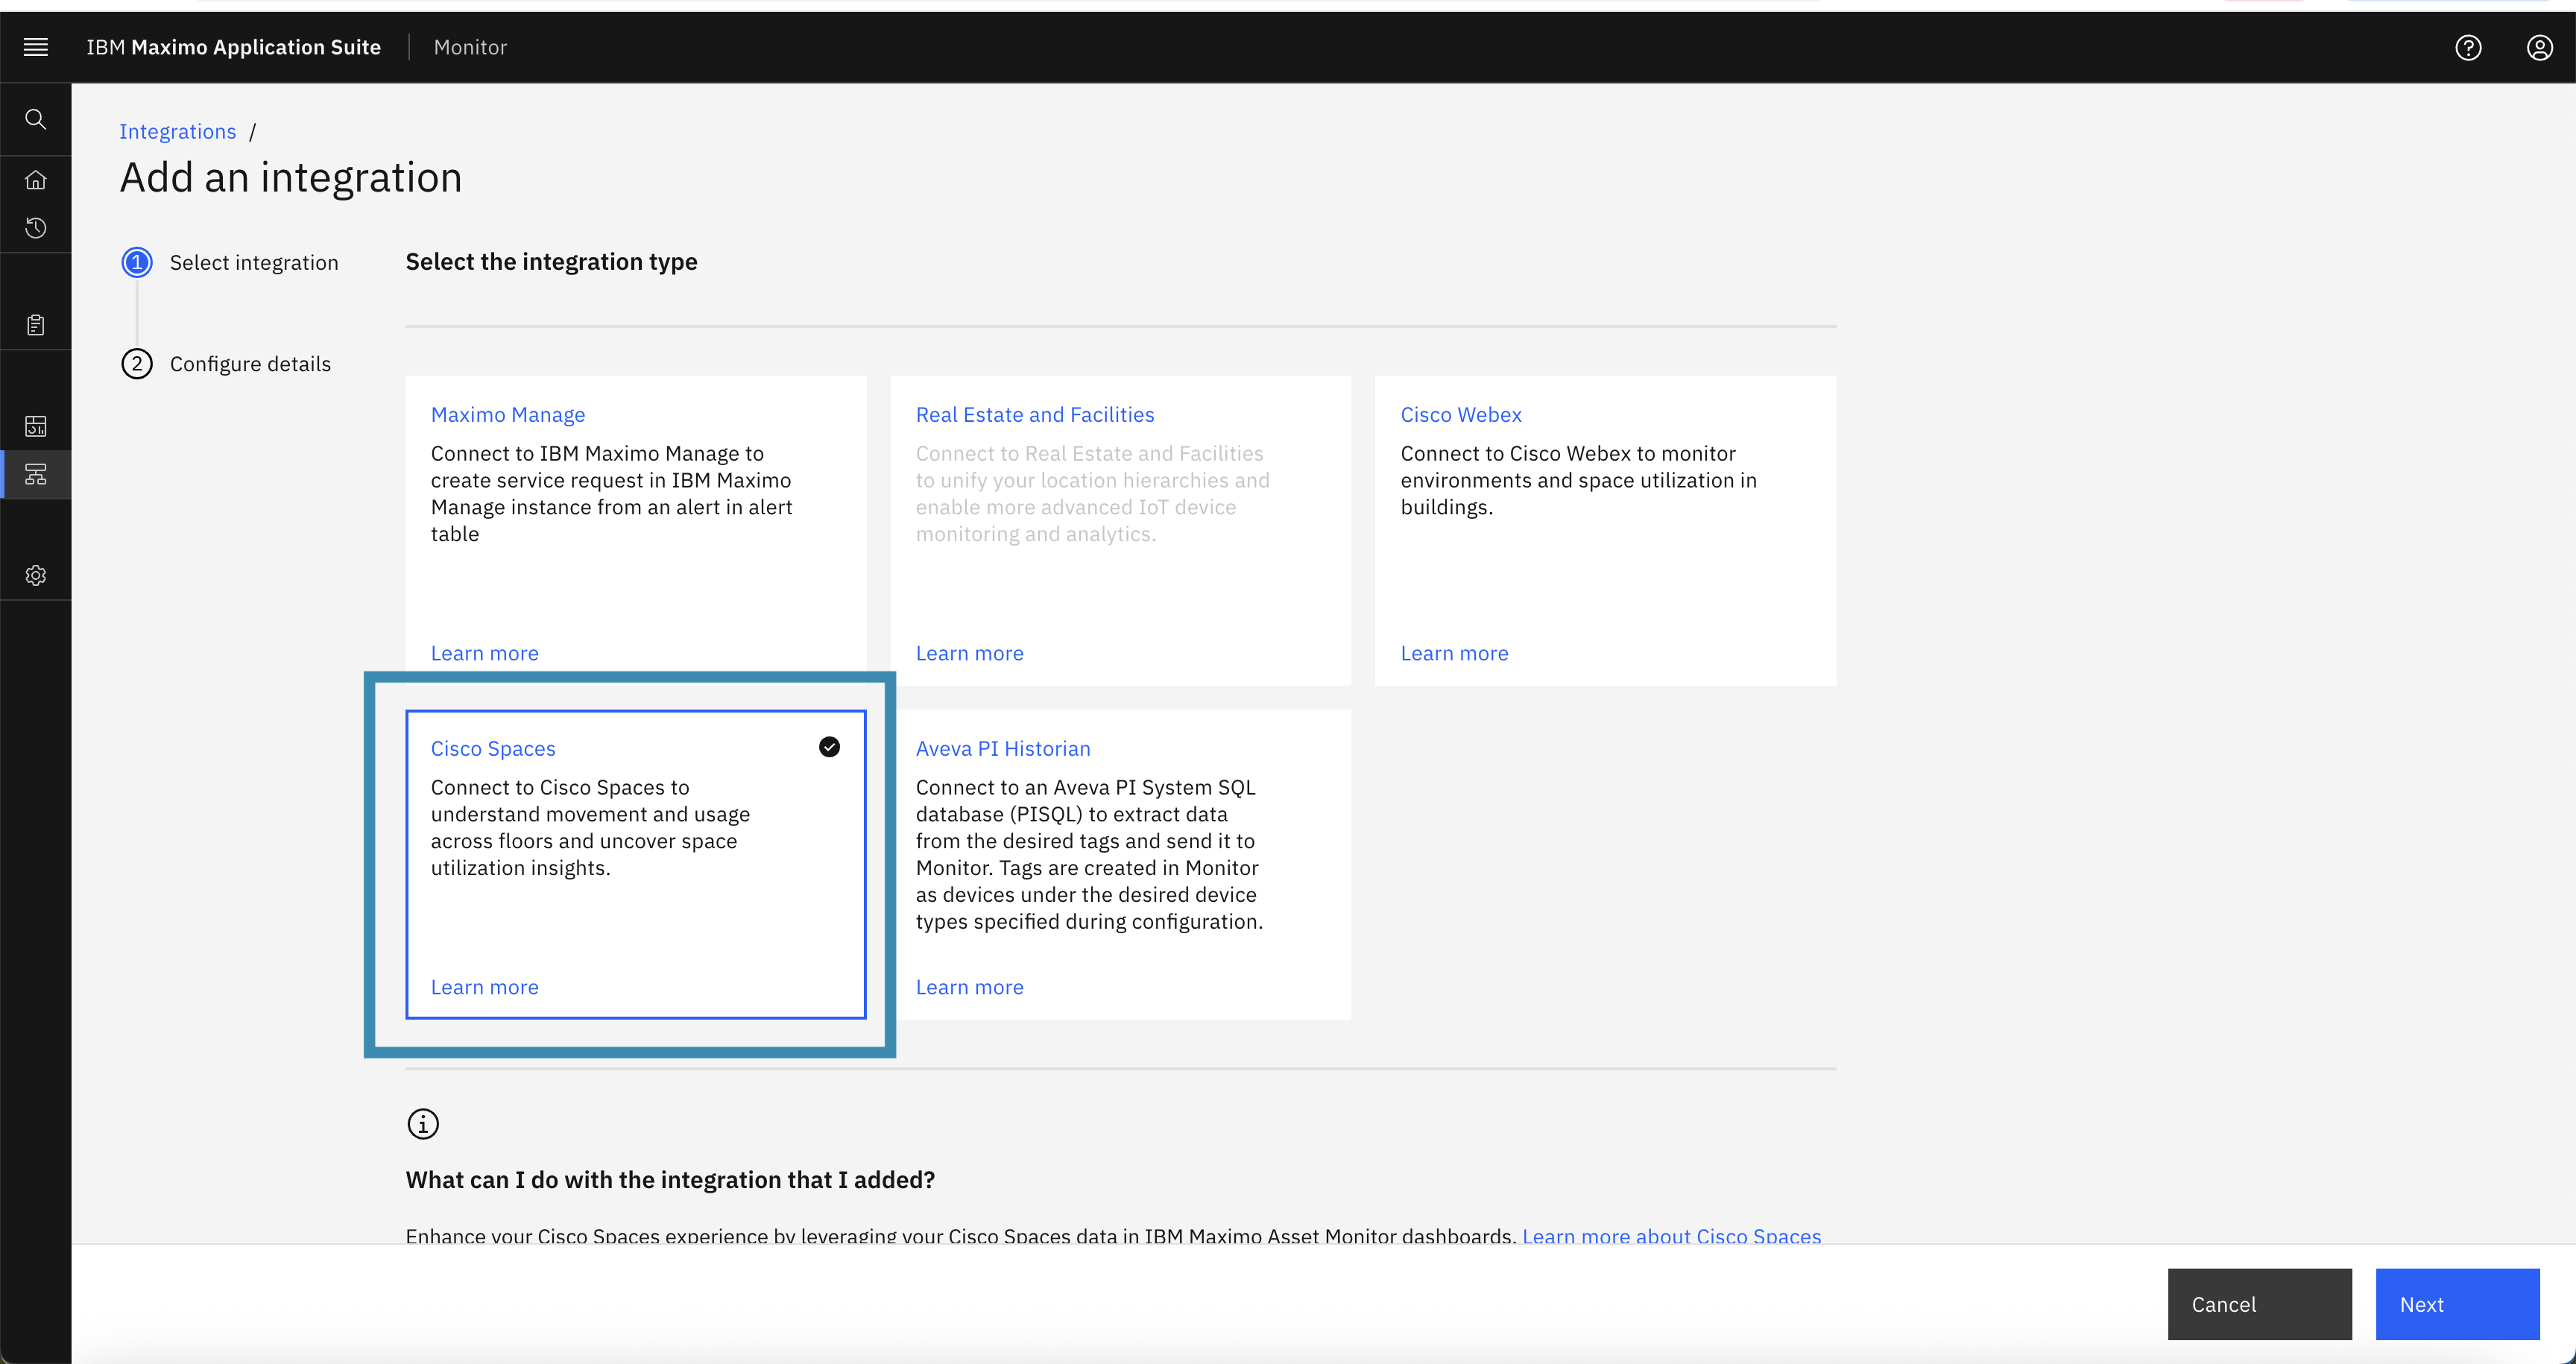 IBM Maximo Application Suite
Monitor
Integrations /
Add an integration
1 Select integration
2 Configure details
Select the integration type
Maximo Manage
Connect to IBM Maximo Manage to
create service request in IBM Maximo
Manage instance from an alert in alert
table
Learn more
Real Estate and Facilities
Connect to Real Estate and Facilities
to unify your location hierarchies and
enable more advanced IoT device
monitoring and analytics.
Learn more
Cisco Webex
Connect to Cisco Webex to monitor
environments and space utilization in
buildings.
Learn more
Cisco Spaces
Connect to Cisco Spaces to
understand movement and usage
across floors and uncover space
utilization insights.
Learn more
Aveva PI Historian
Connect to an Aveva PI System SQL
database (PISQL) to extract data
from the desired tags and send it to
Monitor. Tags are created in Monitor
as devices under the desired device
types specified during configuration.
Learn more
What can I do with the integration that I added?
Enhance your Cisco Spaces experience by leveraging your Cisco Spaces data in IBM Maximo Asset Monitor dashboards. Learn more about Cisco Spaces
Cancel
Next